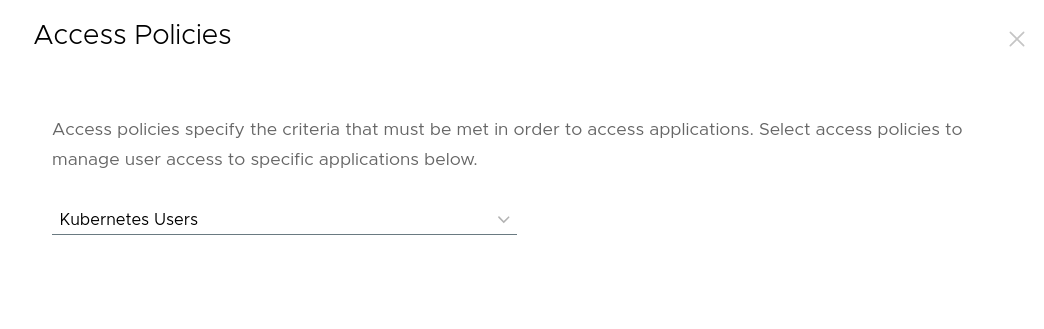 Access Policies
Access policies specify the criteria that must be met in order to access applications. Select access policies to
manage user access to specific applications below.
Kubernetes Users